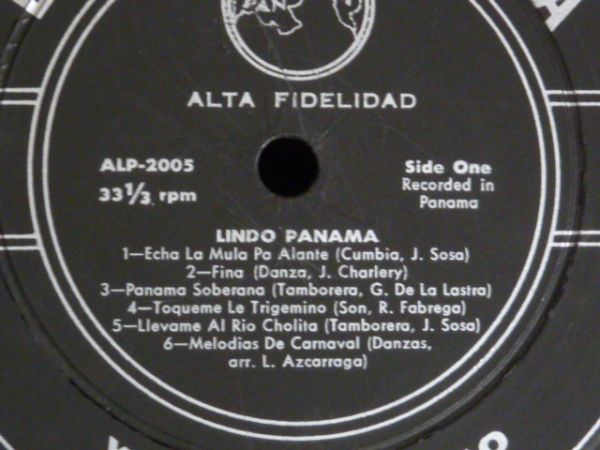 PAN
ALTA FIDELIDAD
ALP-2005
33 1/3 rpm
Side One
Recorded in
Panama
LINDO PANAMA
1—Echa La Mula Pa Alante (Cumbia, J. Sosa)
2—Fina (Danza, J. Charlery)
3—Panama Soberana (Tamborera, G. De La Lastra)
4—Toqueme Le Trigemino (Son, R. Fabrega)
5—Llevame Al Rio Cholita (Tamborera, J. Sosa)
6—Melodias De Carnaval (Danzas,
arr. L. Azcarraga)